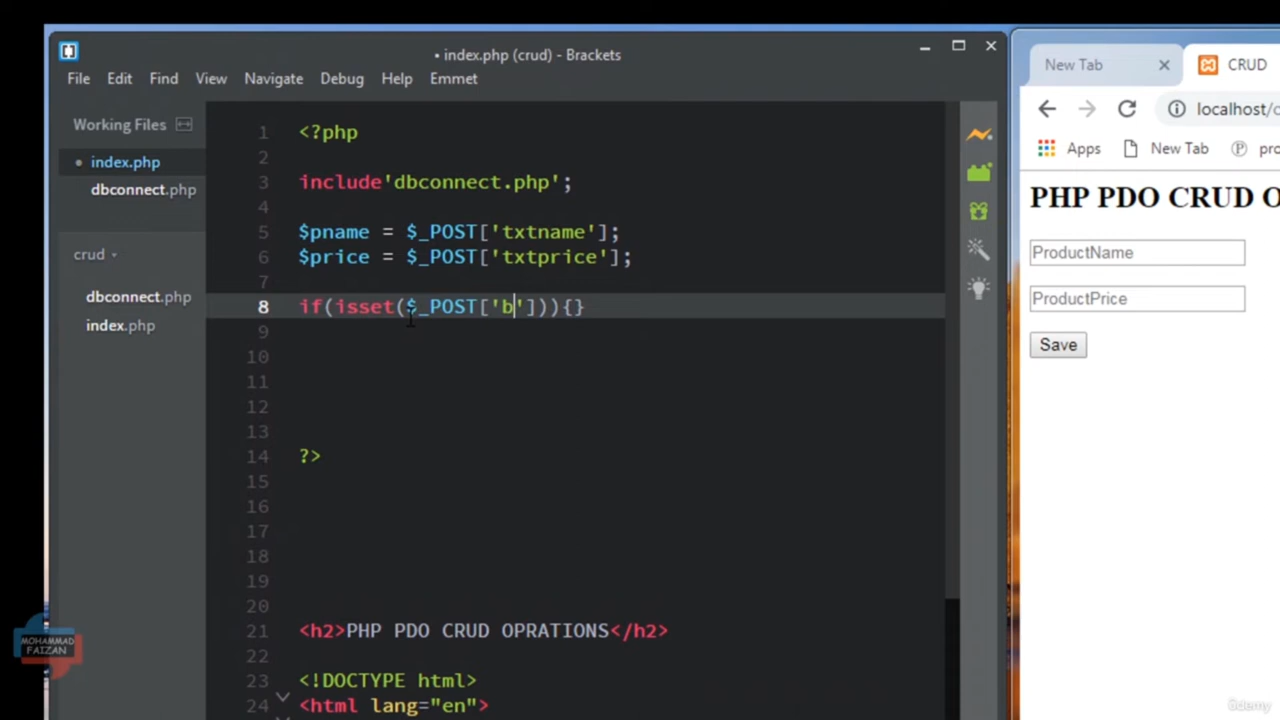 • index.php (crud) - Brackets
File Edit Find View Navigate Debug Help Emmet
Working Files
• index.php
dbconnect.php
crud
dbconnect.php
index.php
1 <?php
2
3 include'dbconnect.php';
4
5 $pname = $_POST['txtname'];
6 $price = $_POST['txtprice'];
7
8 if(isset($_POST['b'])){}
9
10
11
12
13
14 ?>
15
16
17
18
19
20
21 <h2>PHP PDO CRUD OPRATIONS</h2>
22
23 <!DOCTYPE html>
24 <html lang="en">
New Tab CRUD
localhost/c
Apps New Tab pro
PHP PDO CRUD O
ProductName
ProductPrice
Save
MOHAMMAD
FAIZAN
ûdemy